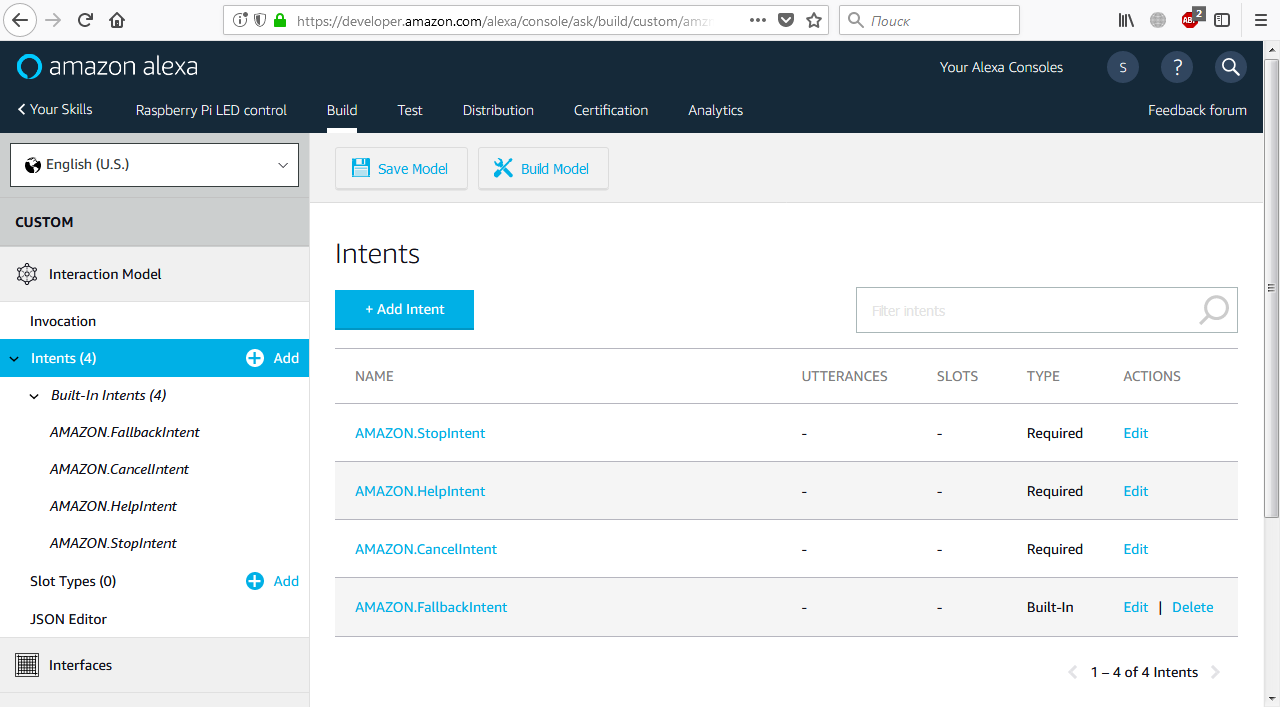 https://developer.amazon.com/alexa/console/ask/build/custom/amz
Поиск
ABP
2
amazon alexa
Your Alexa Consoles
S
?
Your Skills
Raspberry Pi LED control
Build
Test
Distribution
Certification
Analytics
Feedback forum
English (U.S.)
Save Model
Build Model
CUSTOM
Interaction Model
Invocation
Intents (4)
Add
Built-In Intents (4)
AMAZON.FallbackIntent
AMAZON.CancelIntent
AMAZON.HelpIntent
AMAZON.StopIntent
Slot Types (0)
Add
JSON Editor
Interfaces
Intents
+ Add Intent
Filter intents
NAME UTTERANCES SLOTS TYPE ACTIONS
AMAZON.StopIntent - - Required Edit
AMAZON.HelpIntent - - Required Edit
AMAZON.CancelIntent - - Required Edit
AMAZON.FallbackIntent - - Built-In Edit | Delete
1 – 4 of 4 Intents